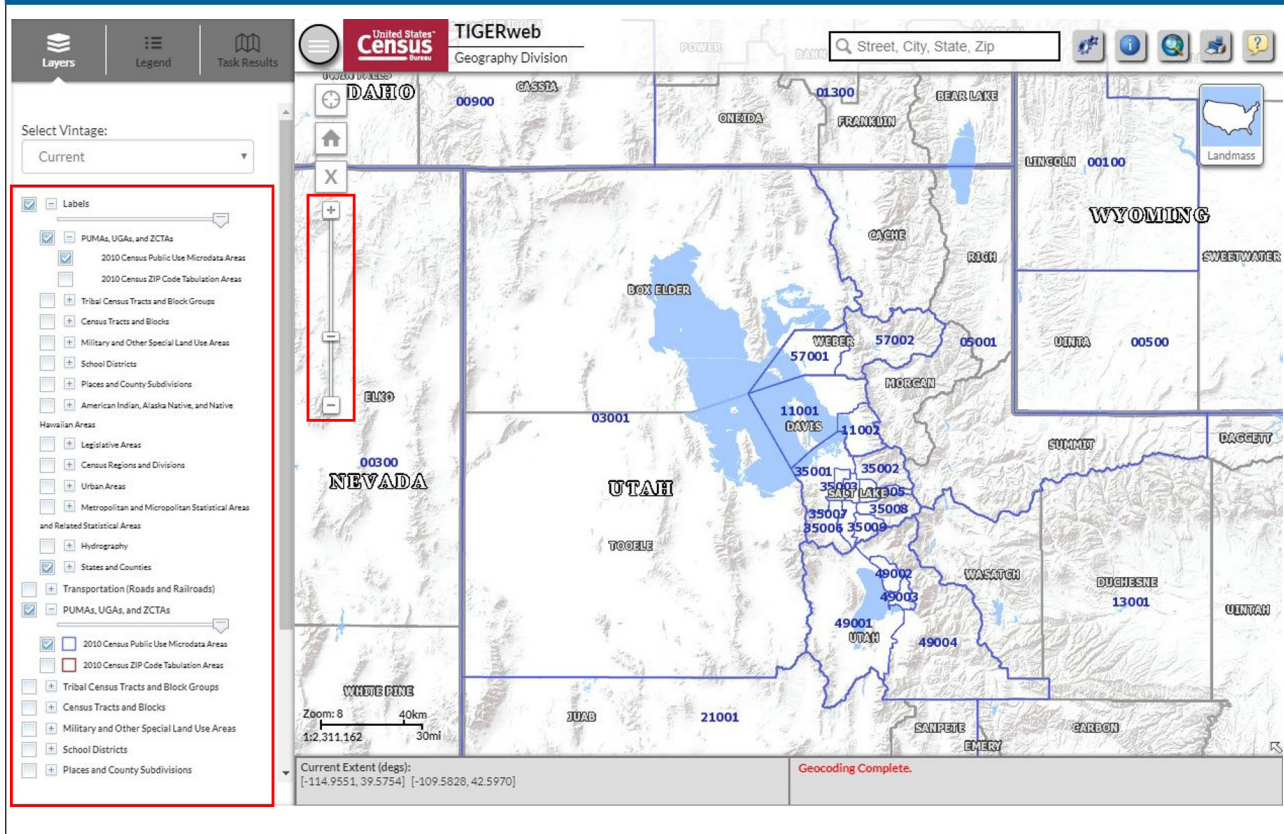 Layers
Legend
Task Results
United States™
Census
Bureau
TIGERweb
Geography Division
Street, City, State, Zip
Select Vintage:
Current
Labels
PUMAs, UGAs, and ZCTAs
2010 Census Public Use Microdata Areas
2010 Census ZIP Code Tabulation Areas
Tribal Census Tracts and Block Groups
Census Tracts and Blocks
Military and Other Special Land Use Areas
School Districts
Places and County Subdivisions
American Indian, Alaska Native, and Native
Hawaiian Areas
Legislative Areas
Census Regions and Divisions
Urban Areas
Metropolitan and Micropolitan Statistical Areas
and Related Statistical Areas
Hydrography
States and Counties
Transportation (Roads and Railroads)
PUMAs, UGAs, and ZCTAs
2010 Census Public Use Microdata Areas
2010 Census ZIP Code Tabulation Areas
Tribal Census Tracts and Block Groups
Census Tracts and Blocks
Military and Other Special Land Use Areas
School Districts
Places and County Subdivisions
X
+
−
POWER
Landmass
CASSIA
00900
ONEIDA
01300
FRANKLIN
BEAR LAKE
LINCOLN
00100
WYOMING
SWEETWATER
CACHE
RICH
BOX ELDER
WEBER
57001
57002
05001
UINTA
00500
MORGAN
ELKO
03001
11001
DAVIS
11002
SUMMIT
DAGGETT
00300
NEVADA
UTAH
35001
35002
SALT LAKE
35008
35007
35006
35009
TOOELE
49002
49003
WASATCH
DUCHESNE
13001
UINTAH
49001
UTAH
49004
WHITE PINE
JUAB
21001
SANPETE
EMERY
CARBON
Zoom: 8
40km
1:2,311,162
30mi
Current Extent (degs):
[-114.9551, 39.5754] [-109.5828, 42.5970]
Geocoding Complete.